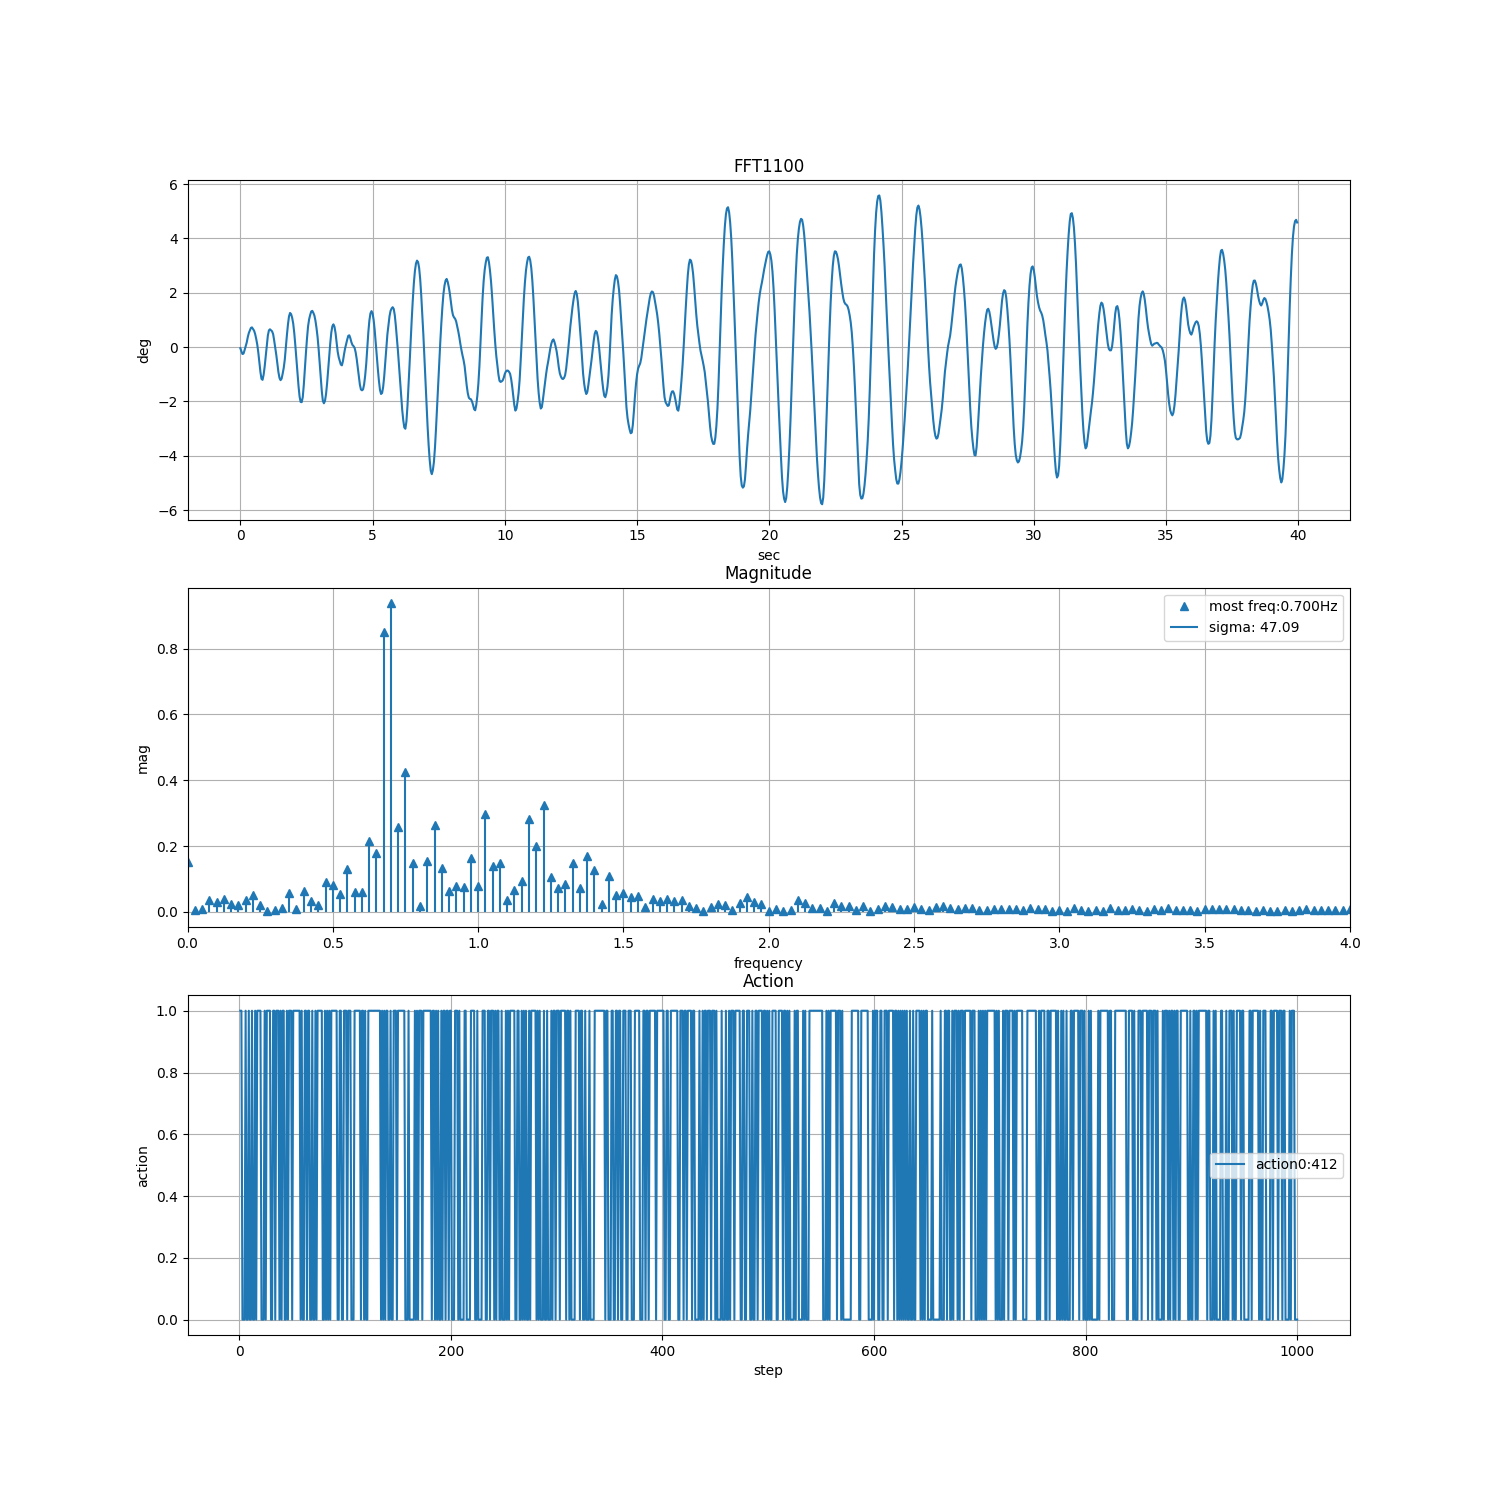 FFT1100
6
4
2
0
−2
−4
−6
deg
0 5 10 15 20 25 30 35 40
sec
Magnitude
most freq:0.700Hz
sigma: 47.09
0.8
0.6
0.4
0.2
0.0
mag
0.0 0.5 1.0 1.5 2.0 2.5 3.0 3.5 4.0
frequency
Action
1.0
0.8
0.6
0.4
0.2
0.0
action
action0:412
0 200 400 600 800 1000
step